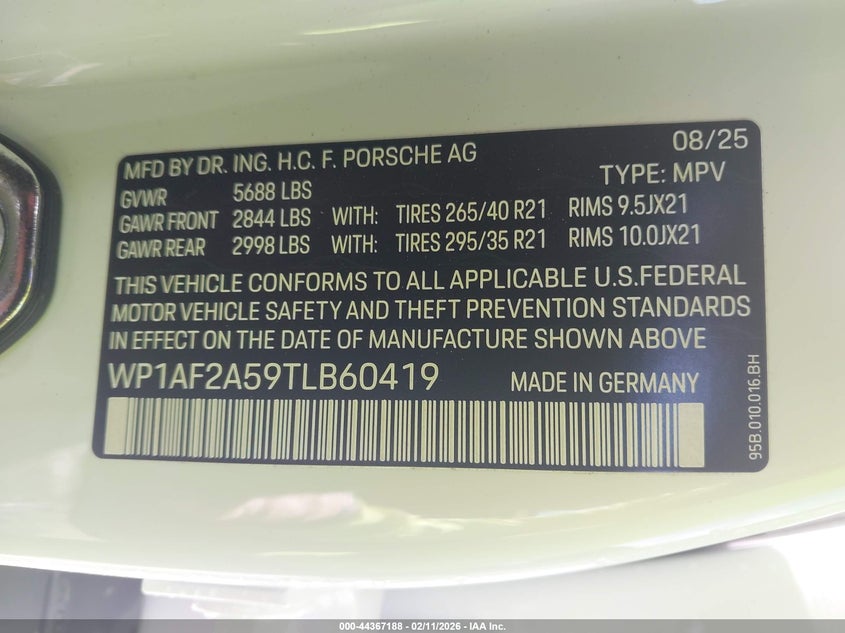 08/25
MFD BY DR. ING. H.C. F. PORSCHE AG
TYPE: MPV
GVWR 5688 LBS
GAWR FRONT 2844 LBS WITH: TIRES 265/40 R21 RIMS 9.5JX21
GAWR REAR 2998 LBS WITH: TIRES 295/35 R21 RIMS 10.0JX21
THIS VEHICLE CONFORMS TO ALL APPLICABLE U.S.FEDERAL
MOTOR VEHICLE SAFETY AND THEFT PREVENTION STANDARDS
IN EFFECT ON THE DATE OF MANUFACTURE SHOWN ABOVE
WP1AF2A59TLB60419 MADE IN GERMANY
95B.010.016.BH
000-44367188 - 02/11/2026 - IAA Inc.